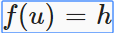 f(u) = h